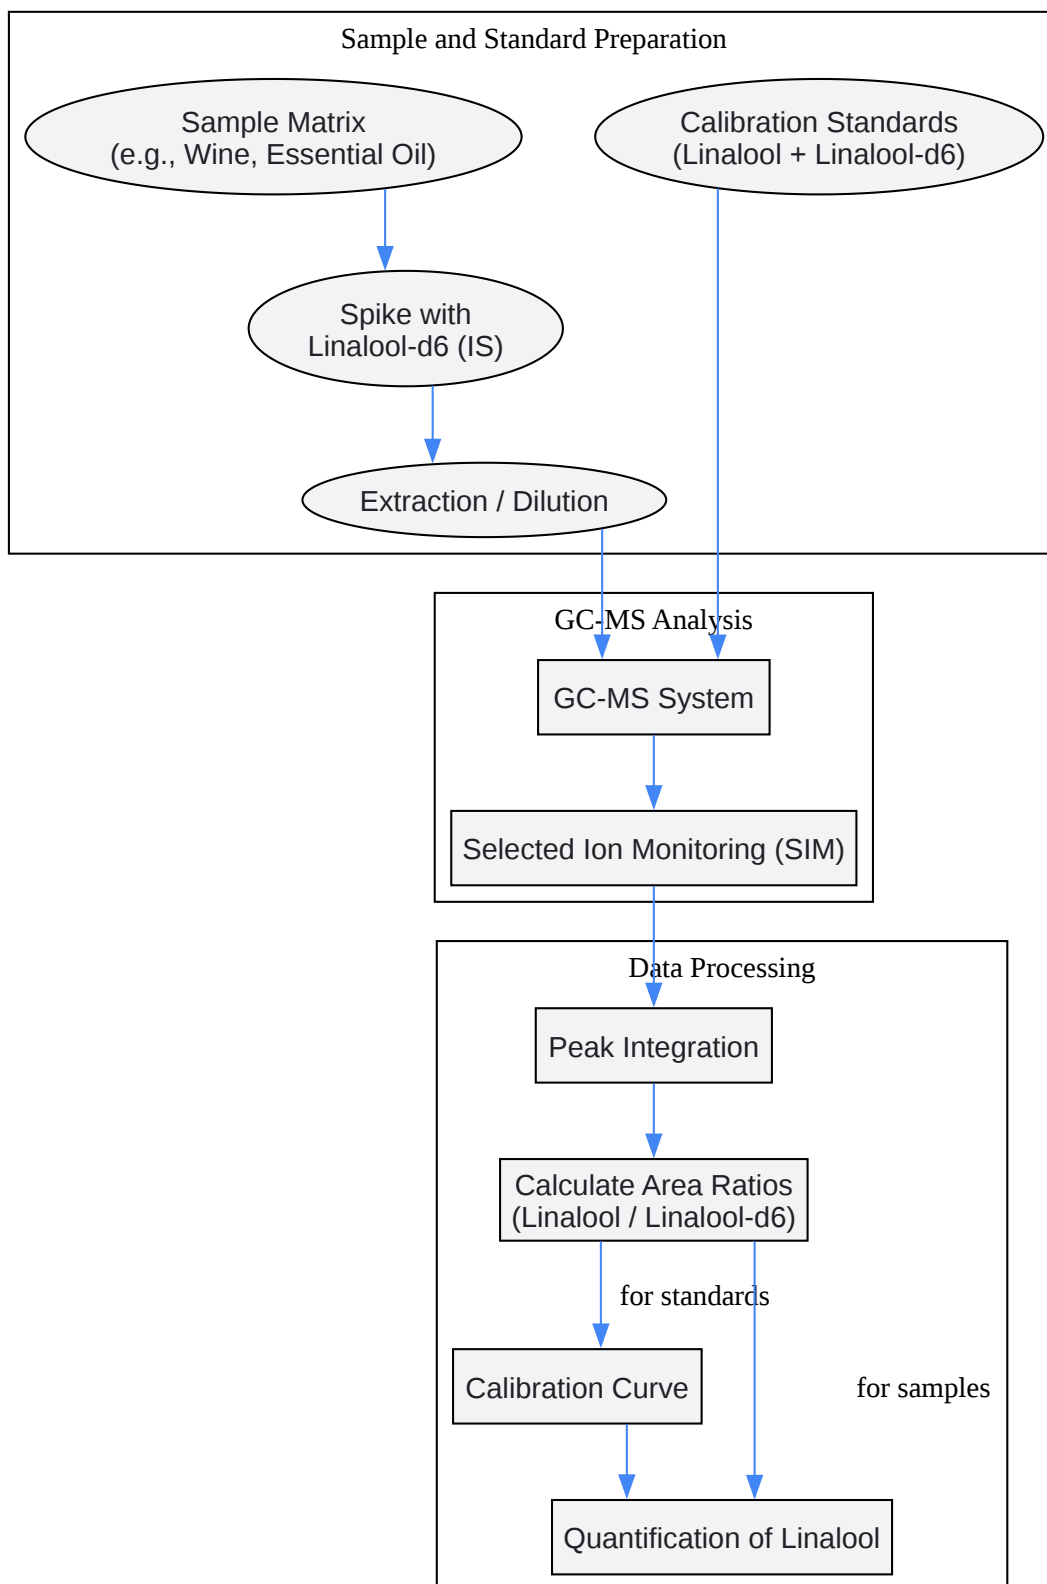 Sample and Standard Preparation
Sample Matrix
(e.g., Wine, Essential Oil)
Calibration Standards
(Linalool + Linalool-d6)
Spike with
Linalool-d6 (IS)
Extraction / Dilution
GC-MS Analysis
GC-MS System
Selected Ion Monitoring (SIM)
Data Processing
Peak Integration
Calculate Area Ratios
(Linalool / Linalool-d6)
for standards
Calibration Curve
for samples
Quantification of Linalool